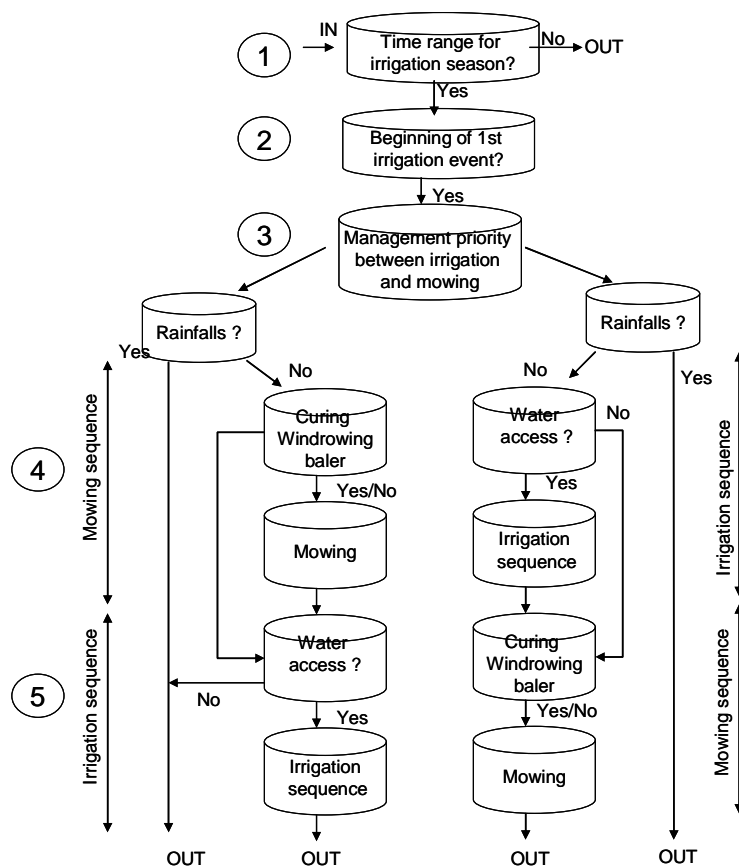 IN
1
Time range for
irrigation season?
No
OUT
Yes
2
Beginning of 1st
irrigation event?
Yes
3
Management priority
between irrigation
and mowing
Rainfalls ?
Rainfalls ?
Yes
No
No
Yes
Mowing sequence
4
Curing
Windrowing
baler
Yes/No
Mowing
Water
access ?
No
Yes
Irrigation
sequence
Irrigation sequence
Irrigation sequence
5
Water
access ?
No
Yes
Irrigation
sequence
Curing
Windrowing
baler
Yes/No
Mowing
Mowing sequence
OUT
OUT
OUT
OUT